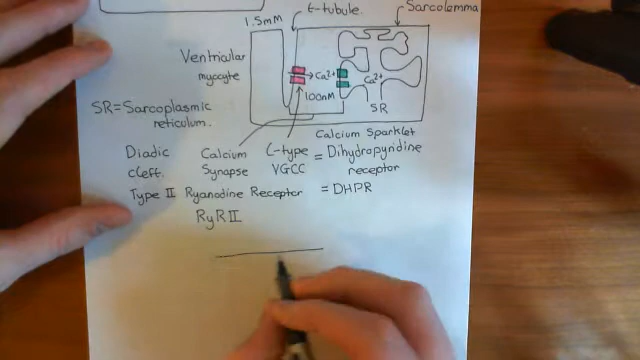 t-tubule.
Sarcolemma
1.5mM
Ventricular
myocyte
Ca²⁺
Ca²⁺
100nM
SR
SR = Sarcoplasmic
reticulum.
Calcium Sparklet
Diadic
cleft.
Calcium
Synapse
L-type
VGCC
= Dihydropyridine
receptor
Type II Ryanodine Receptor
= DHPR
RyR II